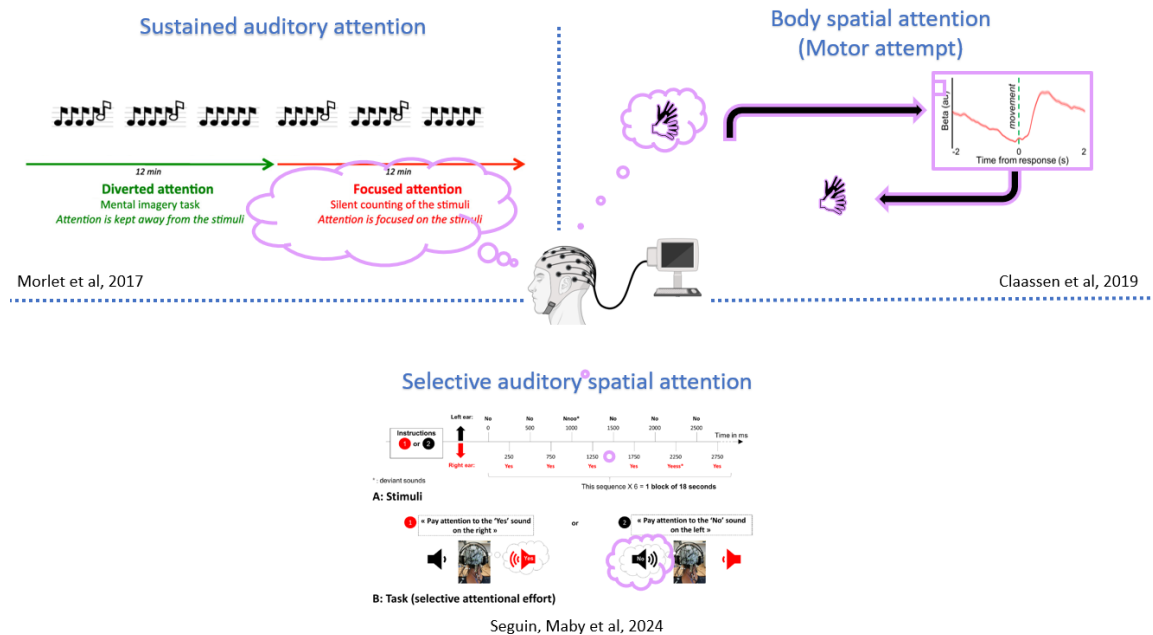 Sustained auditory attention
12 min
12 min
Diverted attention
Mental imagery task
Attention is kept away from the stimuli
Focused attention
Silent counting of the stimuli
Attention is focused on the stimuli
Morlet et al, 2017
Body spatial attention
(Motor attempt)
Beta (au)
movement
-2
0
2
Time from response (s)
Claassen et al, 2019
Selective auditory spatial attention
Instructions
1 or 2
Left ear:
No No Nnos* No No No
0 500 1000 1500 2000 2500
Time in ms
250 750 1250 1750 2250 2750
Right ear:
Yes Yes Yes Yes Yeees* Yes
* : deviant sounds
This sequence X 6 = 1 block of 18 seconds
A: Stimuli
1 « Pay attention to the 'Yes' sound
on the right »
or
2 « Pay attention to the 'No' sound
on the left »
Yes
No
B: Task (selective attentional effort)
Seguin, Maby et al, 2024